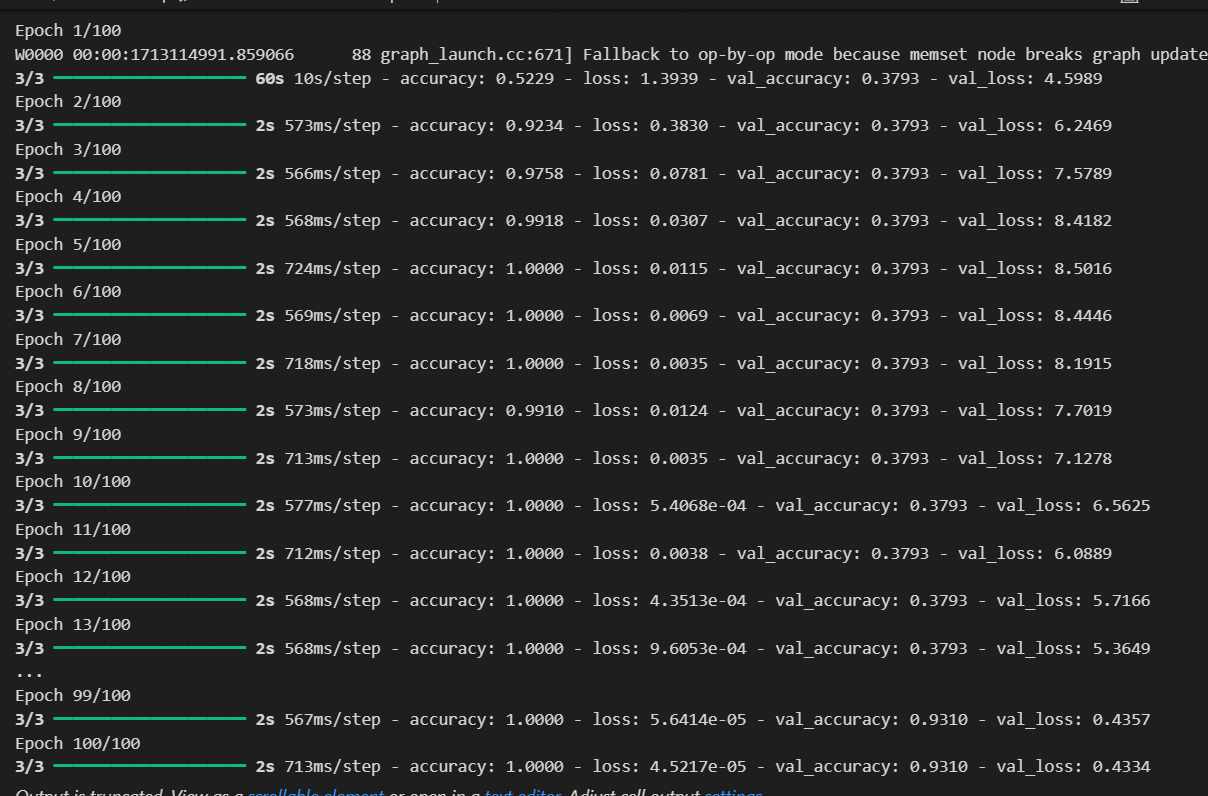 Epoch 1/100
W0000 00:00:1713114991.859066      88 graph_launch.cc:671] Fallback to op-by-op mode because memset node breaks graph update
3/3 60s 10s/step - accuracy: 0.5229 - loss: 1.3939 - val_accuracy: 0.3793 - val_loss: 4.5989
Epoch 2/100
3/3 2s 573ms/step - accuracy: 0.9234 - loss: 0.3830 - val_accuracy: 0.3793 - val_loss: 6.2469
Epoch 3/100
3/3 2s 566ms/step - accuracy: 0.9758 - loss: 0.0781 - val_accuracy: 0.3793 - val_loss: 7.5789
Epoch 4/100
3/3 2s 568ms/step - accuracy: 0.9918 - loss: 0.0307 - val_accuracy: 0.3793 - val_loss: 8.4182
Epoch 5/100
3/3 2s 724ms/step - accuracy: 1.0000 - loss: 0.0115 - val_accuracy: 0.3793 - val_loss: 8.5016
Epoch 6/100
3/3 2s 569ms/step - accuracy: 1.0000 - loss: 0.0069 - val_accuracy: 0.3793 - val_loss: 8.4446
Epoch 7/100
3/3 2s 718ms/step - accuracy: 1.0000 - loss: 0.0035 - val_accuracy: 0.3793 - val_loss: 8.1915
Epoch 8/100
3/3 2s 573ms/step - accuracy: 0.9910 - loss: 0.0124 - val_accuracy: 0.3793 - val_loss: 7.7019
Epoch 9/100
3/3 2s 713ms/step - accuracy: 1.0000 - loss: 0.0035 - val_accuracy: 0.3793 - val_loss: 7.1278
Epoch 10/100
3/3 2s 577ms/step - accuracy: 1.0000 - loss: 5.4068e-04 - val_accuracy: 0.3793 - val_loss: 6.5625
Epoch 11/100
3/3 2s 712ms/step - accuracy: 1.0000 - loss: 0.0038 - val_accuracy: 0.3793 - val_loss: 6.0889
Epoch 12/100
3/3 2s 568ms/step - accuracy: 1.0000 - loss: 4.3513e-04 - val_accuracy: 0.3793 - val_loss: 5.7166
Epoch 13/100
3/3 2s 568ms/step - accuracy: 1.0000 - loss: 9.6053e-04 - val_accuracy: 0.3793 - val_loss: 5.3649
...
Epoch 99/100
3/3 2s 567ms/step - accuracy: 1.0000 - loss: 5.6414e-05 - val_accuracy: 0.9310 - val_loss: 0.4357
Epoch 100/100
3/3 2s 713ms/step - accuracy: 1.0000 - loss: 4.5217e-05 - val_accuracy: 0.9310 - val_loss: 0.4334
Output is truncated. View as a scrollable element or open in a text editor. Adjust cell output settings